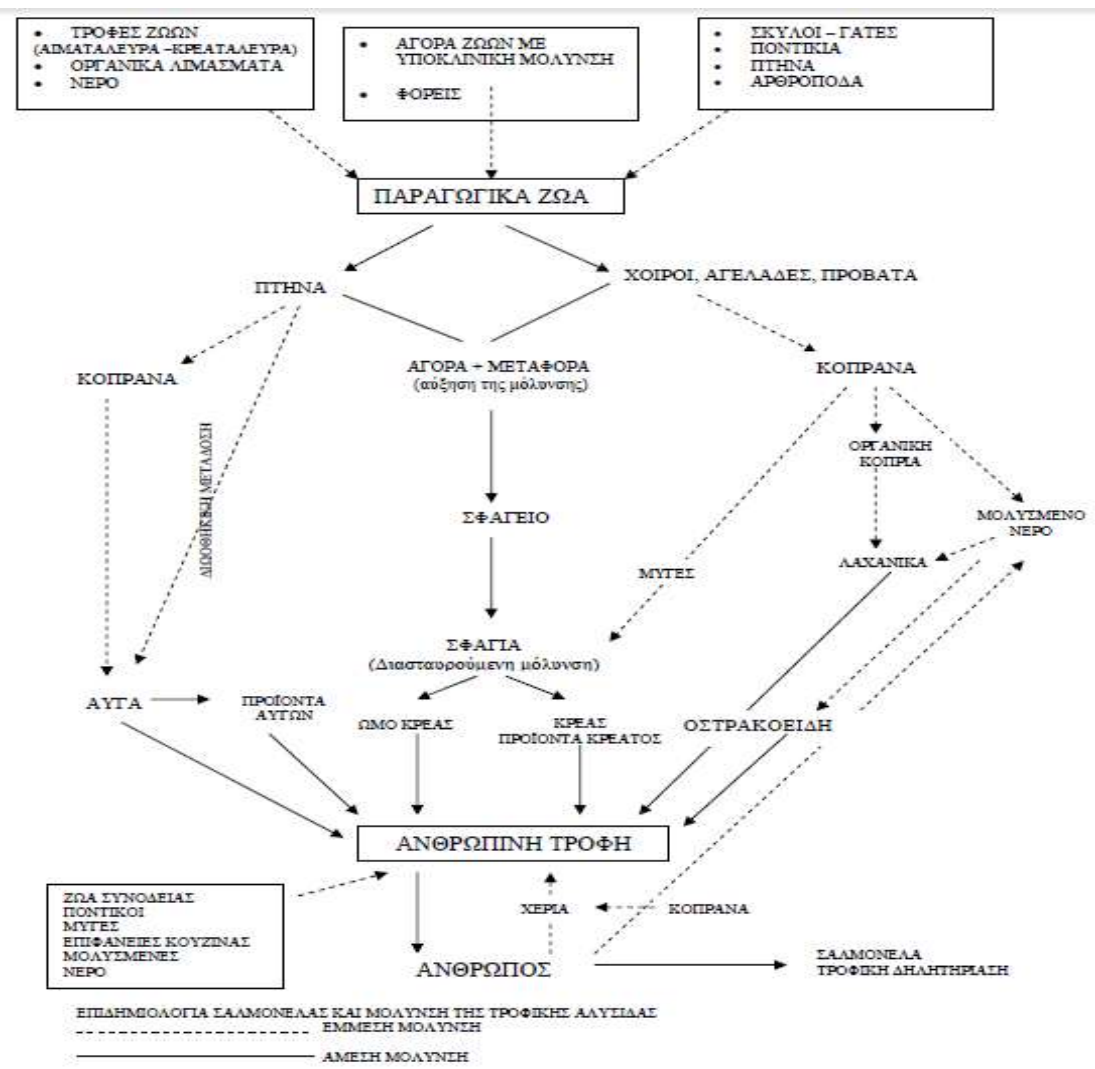 • ΤΡΟΦΕΣ ΖΩΩΝ
(ΑΙΜΑΤΑΛΕΥΡΑ –ΚΡΕΑΤΑΛΕΥΡΑ)
• ΟΡΓΑΝΙΚΑ ΛΙΜΑΣΜΑΤΑ
• ΝΕΡΟ
• ΑΓΟΡΑ ΖΩΩΝ ΜΕ
ΥΠΟΚΛΙΝΙΚΗ ΜΟΛΥΝΣΗ
• ΦΟΡΕΙΣ
• ΣΚΥΛΟΙ – ΓΑΤΕΣ
• ΠΟΝΤΙΚΙΑ
• ΠΤΗΝΑ
• ΑΡΘΡΟΠΟΔΑ
ΠΑΡΑΓΩΓΙΚΑ ΖΩΑ
ΠΤΗΝΑ
ΧΟΙΡΟΙ, ΑΓΕΛΑΔΕΣ, ΠΡΟΒΑΤΑ
ΚΟΠΡΑΝΑ
ΑΓΟΡΑ + ΜΕΤΑΦΟΡΑ
(αύξηση της μόλυνσης)
ΚΟΠΡΑΝΑ
ΔΙΩΟΘΗΚΙΚΗ ΜΕΤΑΔΟΣΗ
ΟΡΓΑΝΙΚΗ
ΚΟΠΡΙΑ
ΣΦΑΓΕΙΟ
ΜΟΛΥΣΜΕΝΟ
ΝΕΡΟ
ΜΥΓΕΣ
ΛΑΧΑΝΙΚΑ
ΣΦΑΓΙΑ
(Διασταυρούμενη μόλυνση)
ΑΥΓΑ
ΠΡΟΪΟΝΤΑ
ΑΥΓΩΝ
ΩΜΟ ΚΡΕΑΣ
ΚΡΕΑΣ
ΠΡΟΪΟΝΤΑ ΚΡΕΑΤΟΣ
ΟΣΤΡΑΚΟΕΙΔΗ
ΑΝΘΡΩΠΙΝΗ ΤΡΟΦΗ
ΖΩΑ ΣΥΝΟΔΕΙΑΣ
ΠΟΝΤΙΚΟΙ
ΜΥΓΕΣ
ΕΠΙΦΑΝΕΙΕΣ ΚΟΥΖΙΝΑΣ
ΜΟΛΥΣΜΕΝΕΣ
ΝΕΡΟ
ΧΕΡΙΑ
ΚΟΠΡΑΝΑ
ΑΝΘΡΩΠΟΣ
ΣΑΛΜΟΝΕΛΑ
ΤΡΟΦΙΚΗ ΔΗΛΗΤΗΡΙΑΣΗ
ΕΠΙΔΗΜΙΟΛΟΓΙΑ ΣΑΛΜΟΝΕΛΑΣ ΚΑΙ ΜΟΛΥΝΣΗ ΤΗΣ ΤΡΟΦΙΚΗΣ ΑΛΥΣΙΔΑΣ
ΕΜΜΕΣΗ ΜΟΛΥΝΣΗ
ΑΜΕΣΗ ΜΟΛΥΝΣΗ